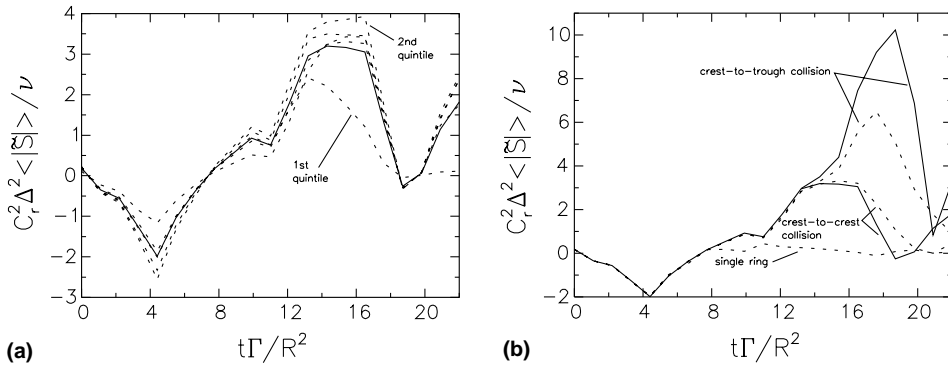 4
3
2
1
0
−1
−2
−3
C_r^2 Δ^2 <|S̃|>/ν
2nd
quintile
1st
quintile
0 4 8 12 16 20
tΓ/R^2
(a)
10
8
6
4
2
0
−2
C_r^2 Δ^2 <|S̃|>/ν
crest−to−trough collision
crest−to−crest
collision
single ring
0 4 8 12 16 20
tΓ/R^2
(b)